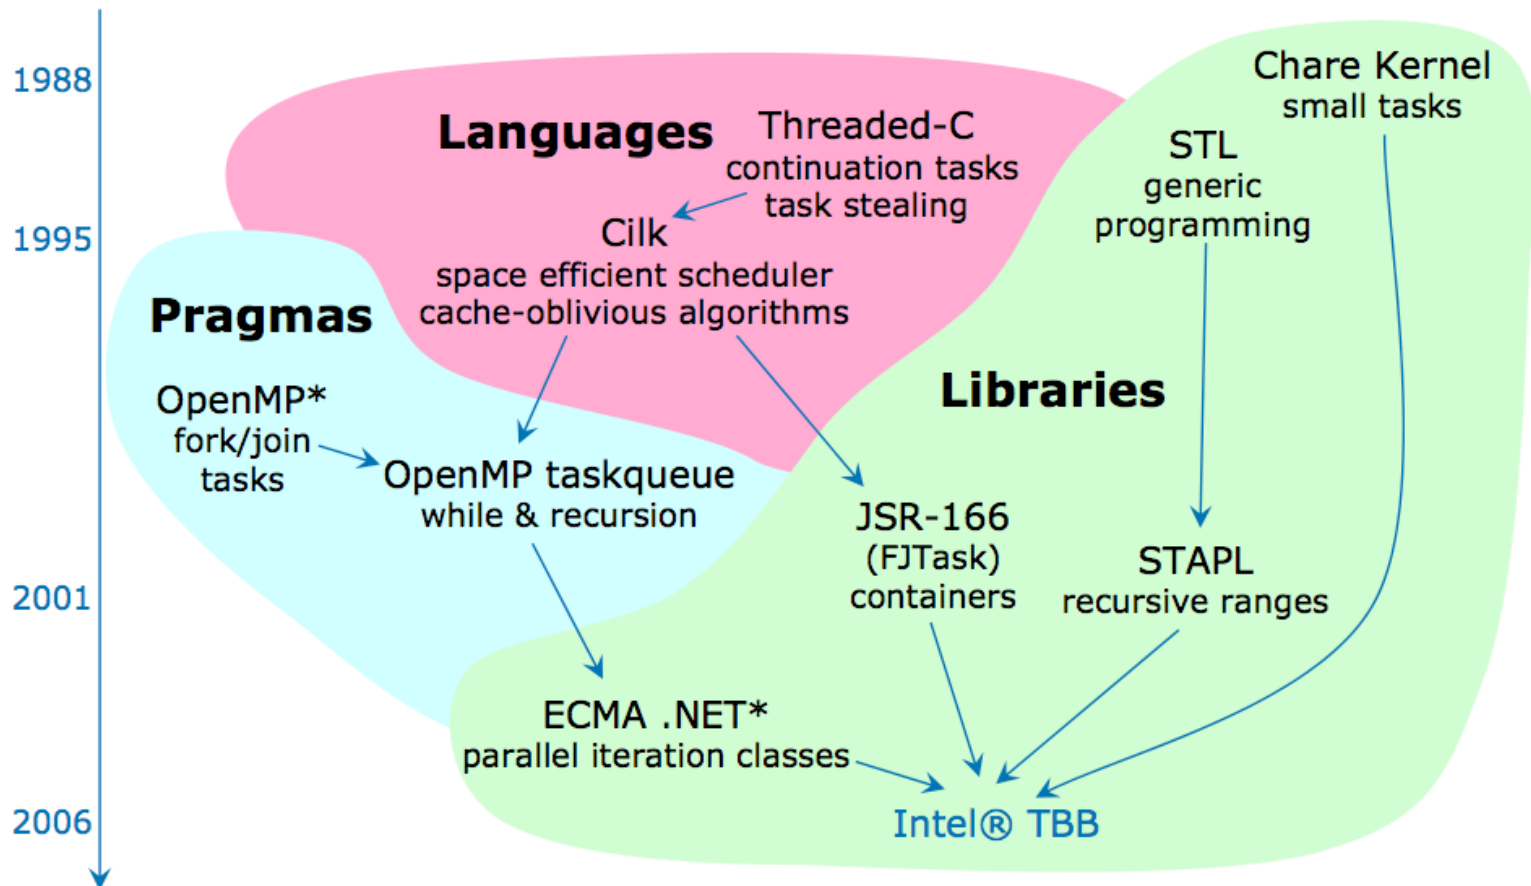 1988
1995
2001
2006
Languages
Threaded-C
continuation tasks
task stealing
Cilk
space efficient scheduler
cache-oblivious algorithms
Pragmas
OpenMP*
fork/join
tasks
OpenMP taskqueue
while & recursion
Libraries
Chare Kernel
small tasks
STL
generic
programming
JSR-166
(FJTask)
containers
STAPL
recursive ranges
ECMA .NET*
parallel iteration classes
Intel® TBB